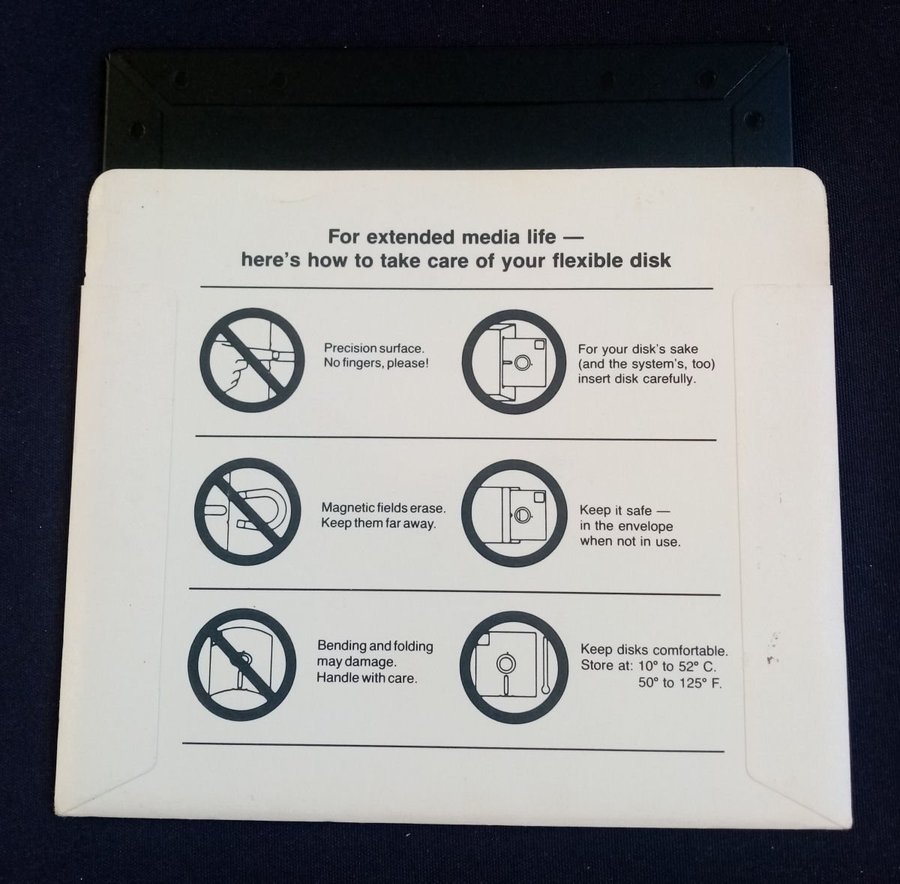 For extended media life —
here's how to take care of your flexible disk
Precision surface.
No fingers, please!
For your disk's sake
(and the system's, too)
insert disk carefully.
Magnetic fields erase.
Keep them far away.
Keep it safe —
in the envelope
when not in use.
Bending and folding
may damage.
Handle with care.
Keep disks comfortable.
Store at: 10° to 52° C.
50° to 125° F.